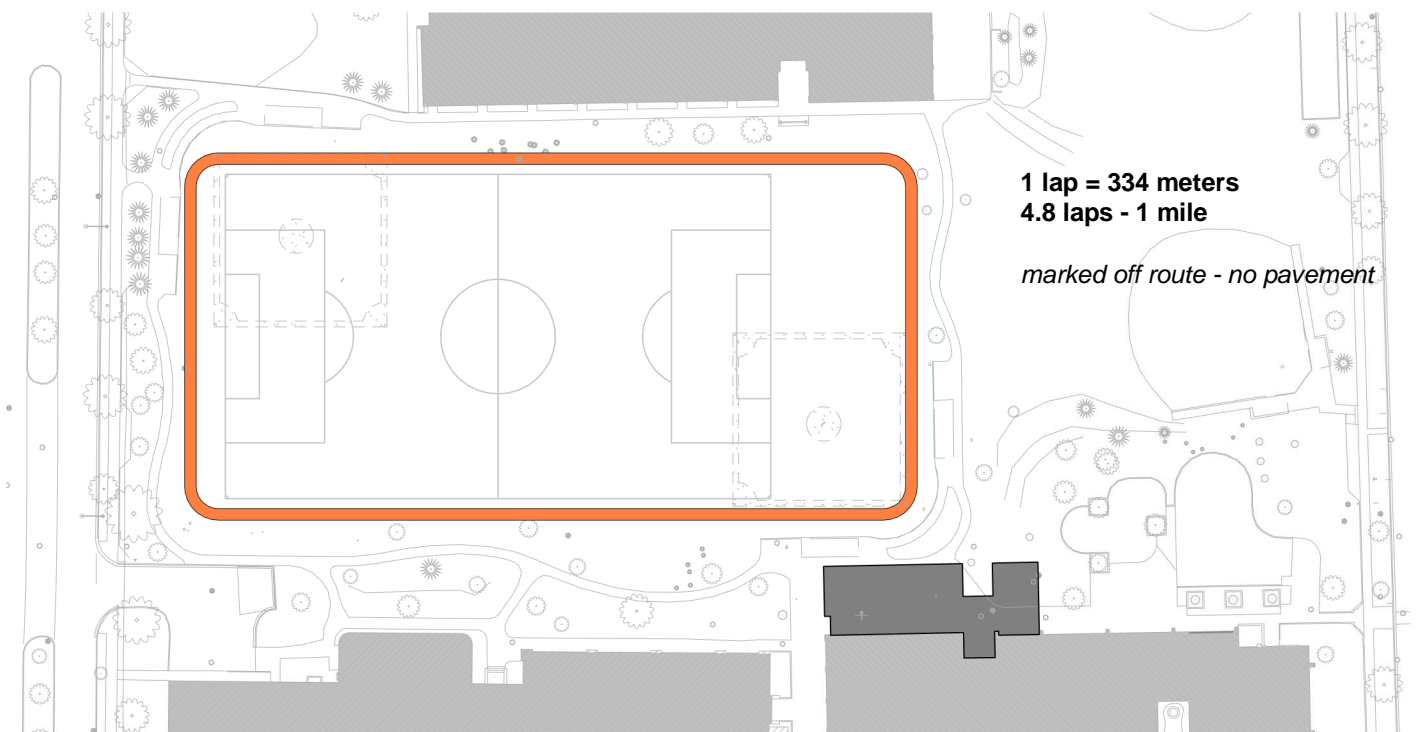 1 lap = 334 meters
4.8 laps - 1 mile
marked off route - no pavement